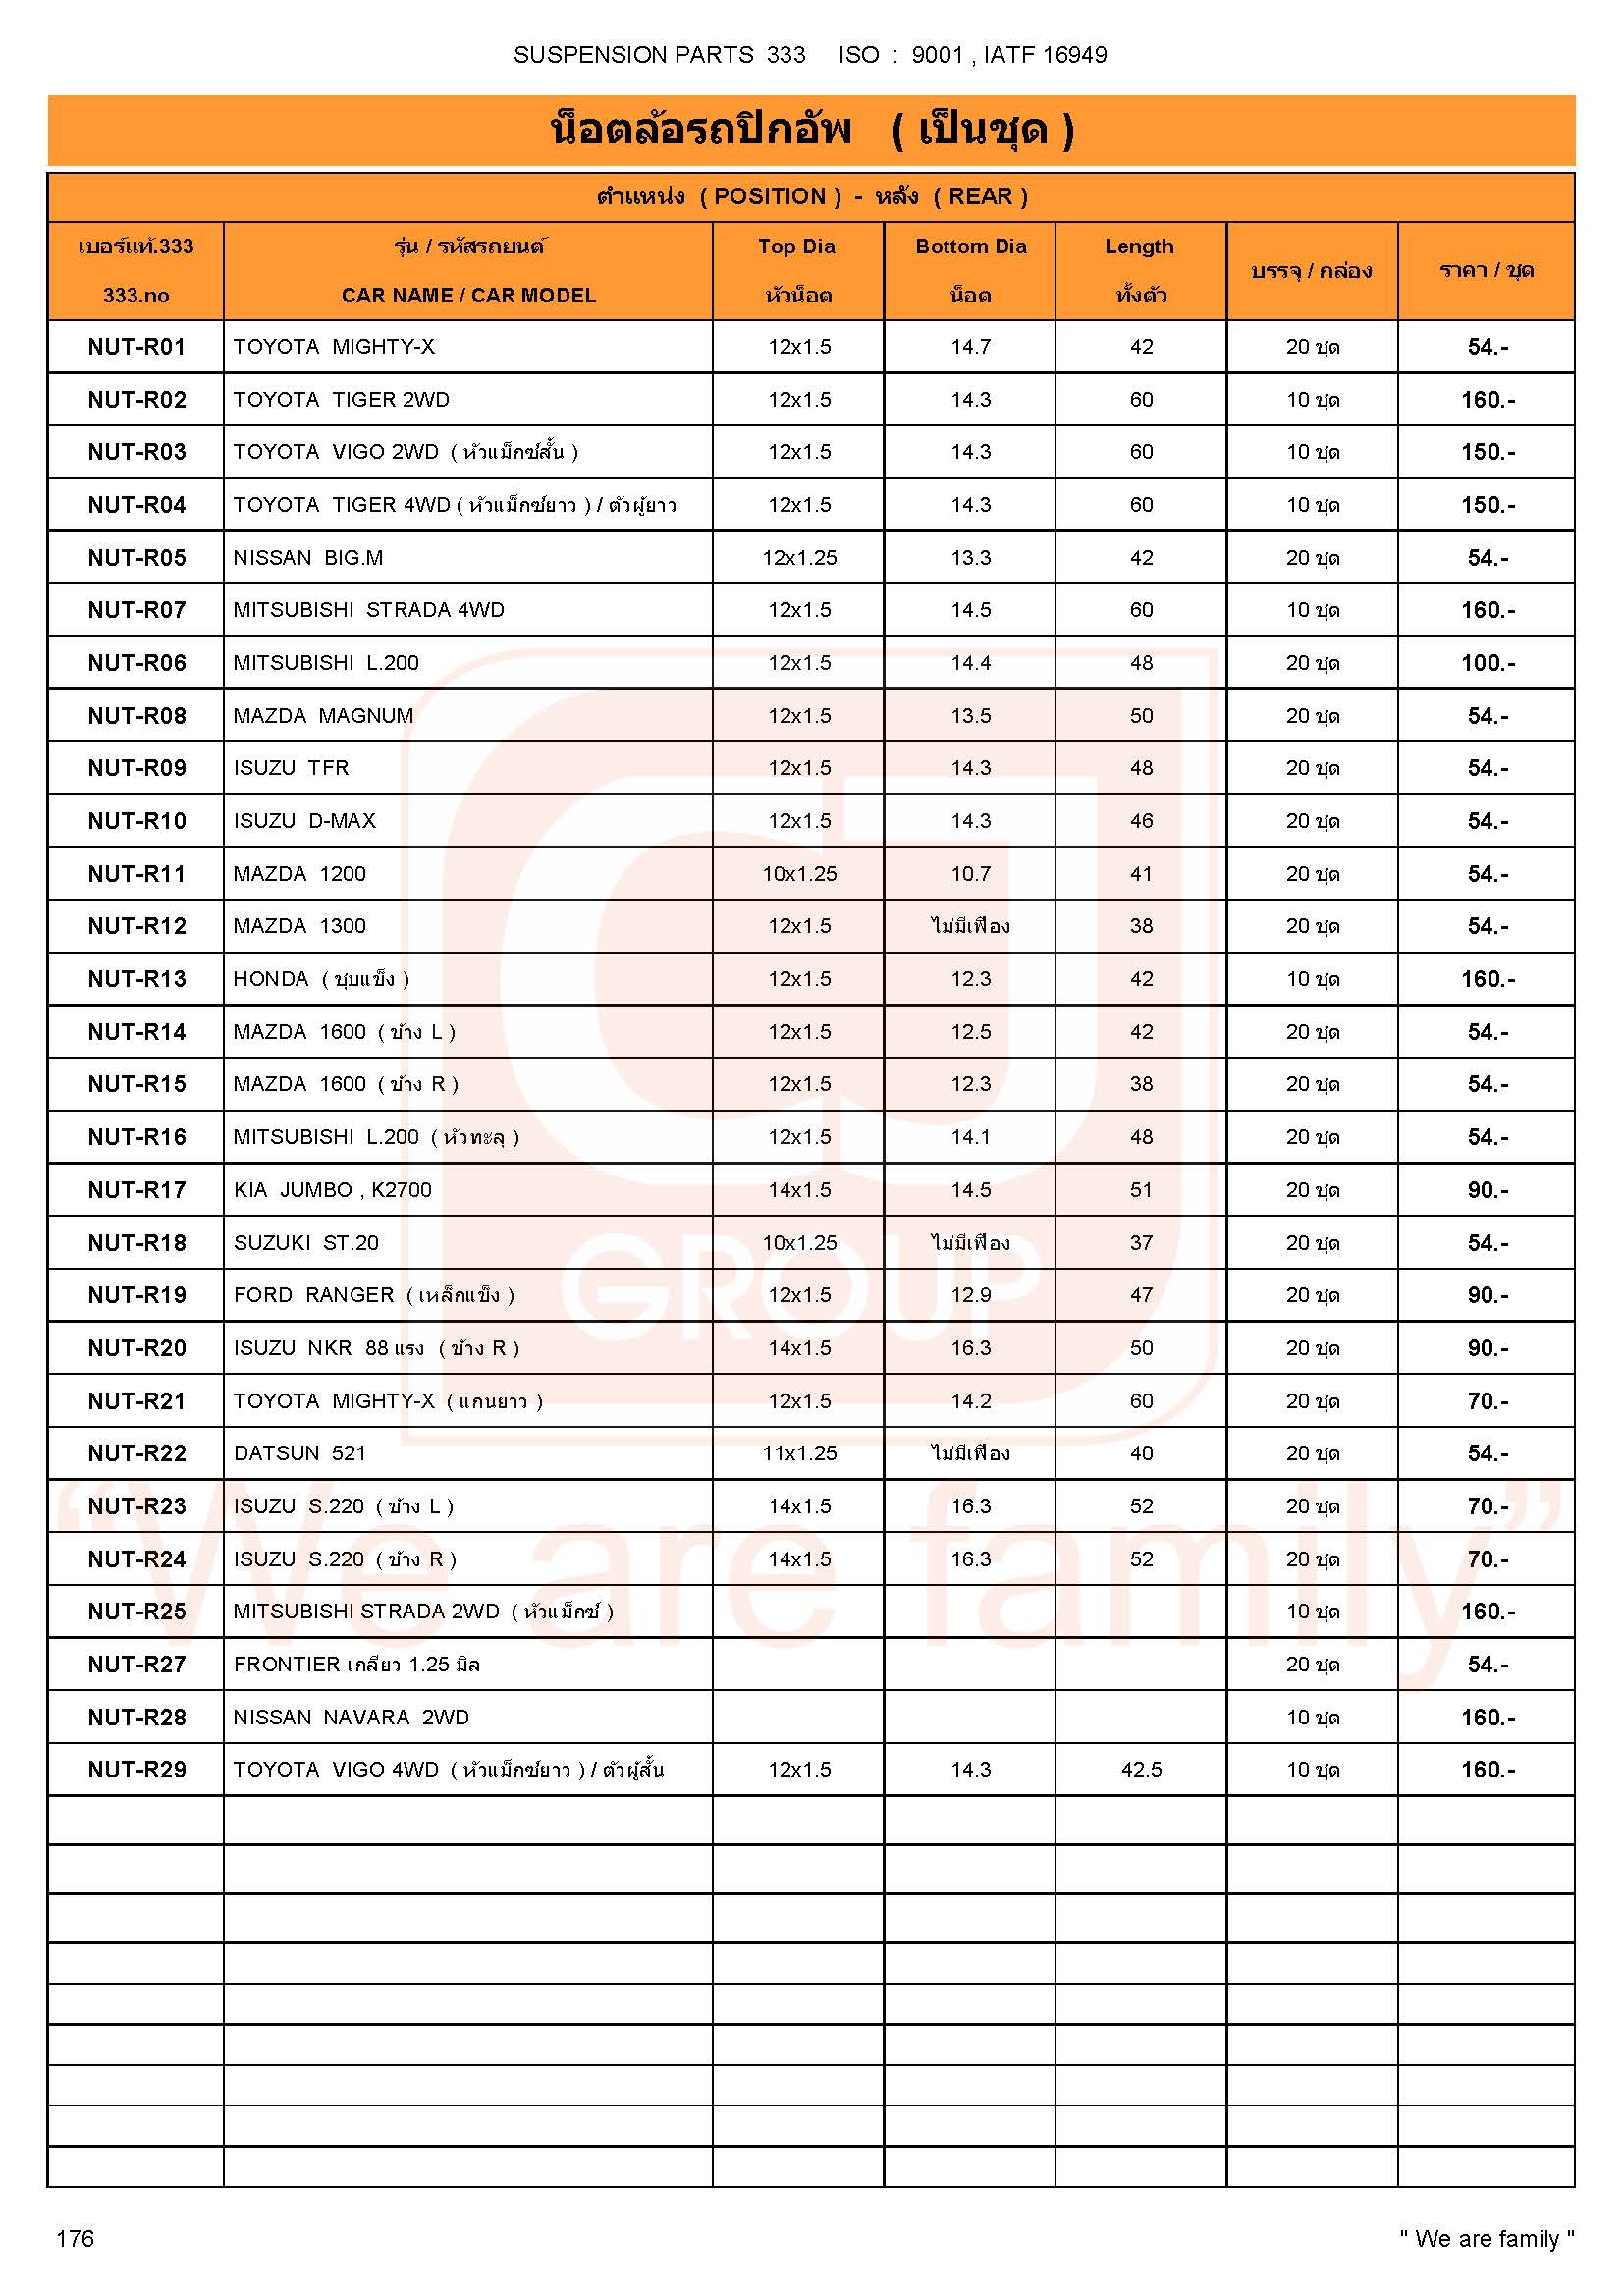 SUSPENSION PARTS 333 ISO : 9001 , IATF 16949
น็อตล้อรถปิกอัพ ( เป็นชุด )
ตำแหน่ง ( POSITION ) - หลัง ( REAR )
เบอร์แท้.333 รุ่น / รหัสรถยนต์ Top Dia Bottom Dia Length บรรจุ / กล่อง ราคา / ชุด
333.no CAR NAME / CAR MODEL หัวน็อต น็อต ทั้งตัว
NUT-R01 TOYOTA MIGHTY-X 12x1.5 14.7 42 20 ชุด 54.-
NUT-R02 TOYOTA TIGER 2WD 12x1.5 14.3 60 10 ชุด 160.-
NUT-R03 TOYOTA VIGO 2WD ( หัวแม็กซ์สั้น ) 12x1.5 14.3 60 10 ชุด 150.-
NUT-R04 TOYOTA TIGER 4WD ( หัวแม็กซ์ยาว ) / ตัวผู้ยาว 12x1.5 14.3 60 10 ชุด 150.-
NUT-R05 NISSAN BIG.M 12x1.25 13.3 42 20 ชุด 54.-
NUT-R07 MITSUBISHI STRADA 4WD 12x1.5 14.5 60 10 ชุด 160.-
NUT-R06 MITSUBISHI L.200 12x1.5 14.4 48 20 ชุด 100.-
NUT-R08 MAZDA MAGNUM 12x1.5 13.5 50 20 ชุด 54.-
NUT-R09 ISUZU TFR 12x1.5 14.3 48 20 ชุด 54.-
NUT-R10 ISUZU D-MAX 12x1.5 14.3 46 20 ชุด 54.-
NUT-R11 MAZDA 1200 10x1.25 10.7 41 20 ชุด 54.-
NUT-R12 MAZDA 1300 12x1.5 ไม่มีเฟือง 38 20 ชุด 54.-
NUT-R13 HONDA ( ชุบแข็ง ) 12x1.5 12.3 42 10 ชุด 160.-
NUT-R14 MAZDA 1600 ( ข้าง L ) 12x1.5 12.5 42 20 ชุด 54.-
NUT-R15 MAZDA 1600 ( ข้าง R ) 12x1.5 12.3 38 20 ชุด 54.-
NUT-R16 MITSUBISHI L.200 ( หัวทะลุ ) 12x1.5 14.1 48 20 ชุด 54.-
NUT-R17 KIA JUMBO , K2700 14x1.5 14.5 51 20 ชุด 90.-
NUT-R18 SUZUKI ST.20 10x1.25 ไม่มีเฟือง 37 20 ชุด 54.-
NUT-R19 FORD RANGER ( เหล็กแข็ง ) 12x1.5 12.9 47 20 ชุด 90.-
NUT-R20 ISUZU NKR 88 แรง ( ข้าง R ) 14x1.5 16.3 50 20 ชุด 90.-
NUT-R21 TOYOTA MIGHTY-X ( แกนยาว ) 12x1.5 14.2 60 20 ชุด 70.-
NUT-R22 DATSUN 521 11x1.25 ไม่มีเฟือง 40 20 ชุด 54.-
NUT-R23 ISUZU S.220 ( ข้าง L ) 14x1.5 16.3 52 20 ชุด 70.-
NUT-R24 ISUZU S.220 ( ข้าง R ) 14x1.5 16.3 52 20 ชุด 70.-
NUT-R25 MITSUBISHI STRADA 2WD ( หัวแม็กซ์ ) 10 ชุด 160.-
NUT-R27 FRONTIER เกลียว 1.25 มิล 20 ชุด 54.-
NUT-R28 NISSAN NAVARA 2WD 10 ชุด 160.-
NUT-R29 TOYOTA VIGO 4WD ( หัวแม็กซ์ยาว ) / ตัวผู้สั้น 12x1.5 14.3 42.5 10 ชุด 160.-
CJ
GROUP
“We are family”
176 " We are family "